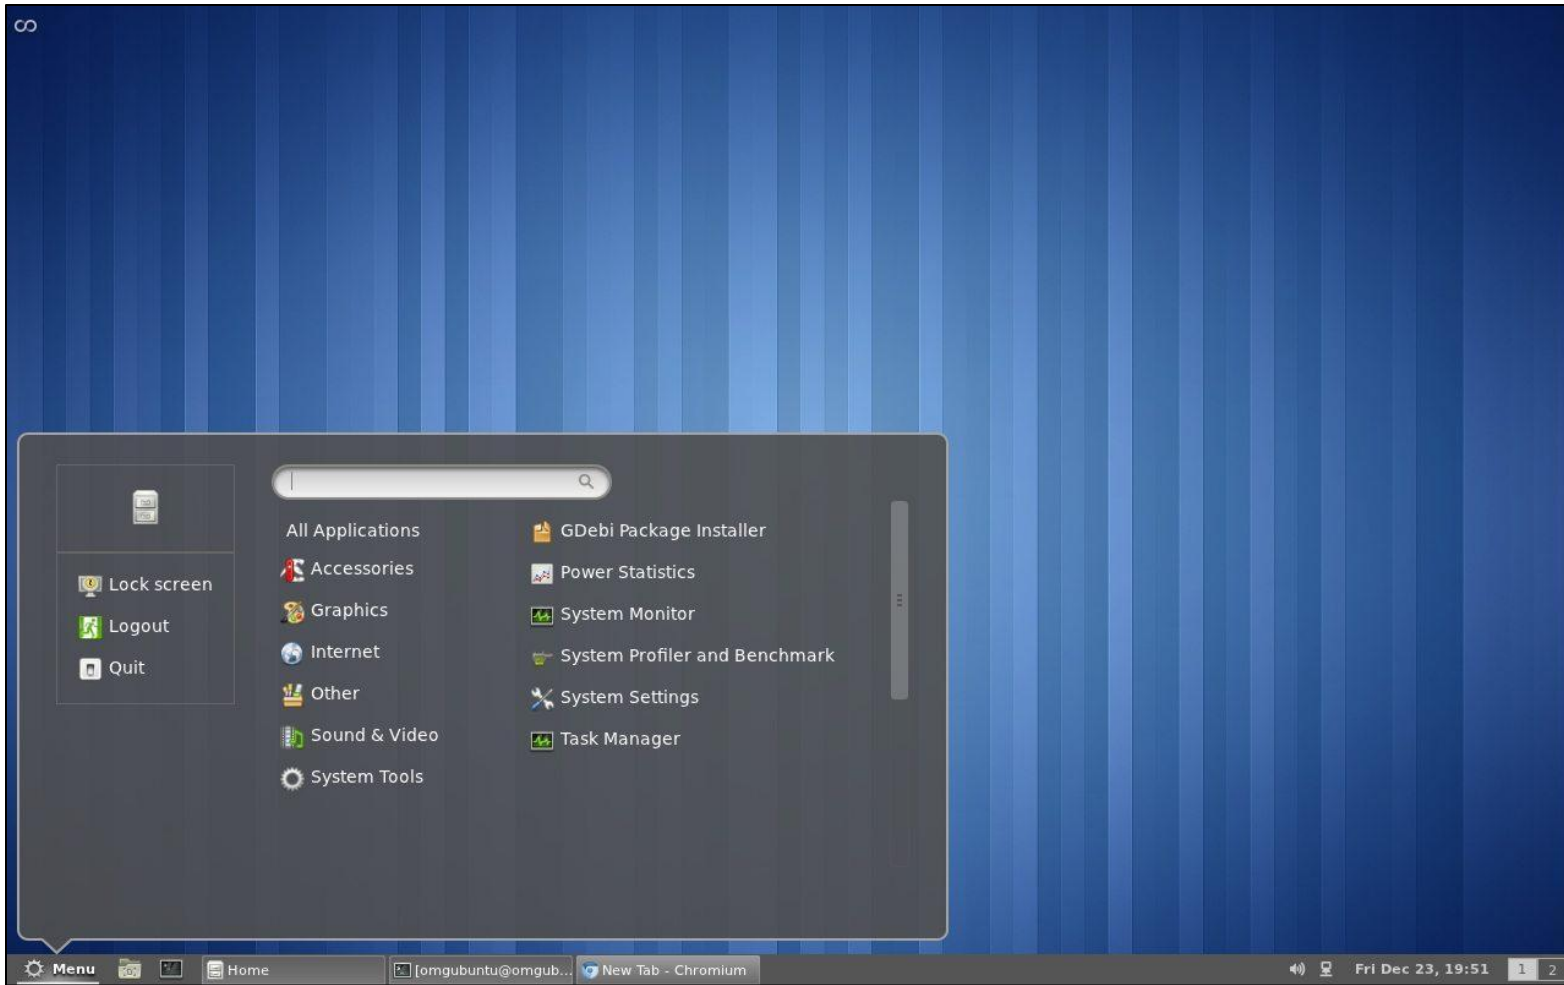 All Applications
GDebi Package Installer
Accessories
Power Statistics
Lock screen
Graphics
System Monitor
Logout
Internet
System Profiler and Benchmark
Quit
Other
System Settings
Sound & Video
Task Manager
System Tools
Menu
Home
[omgubuntu@omgub...
New Tab - Chromium
Fri Dec 23, 19:51
1
2